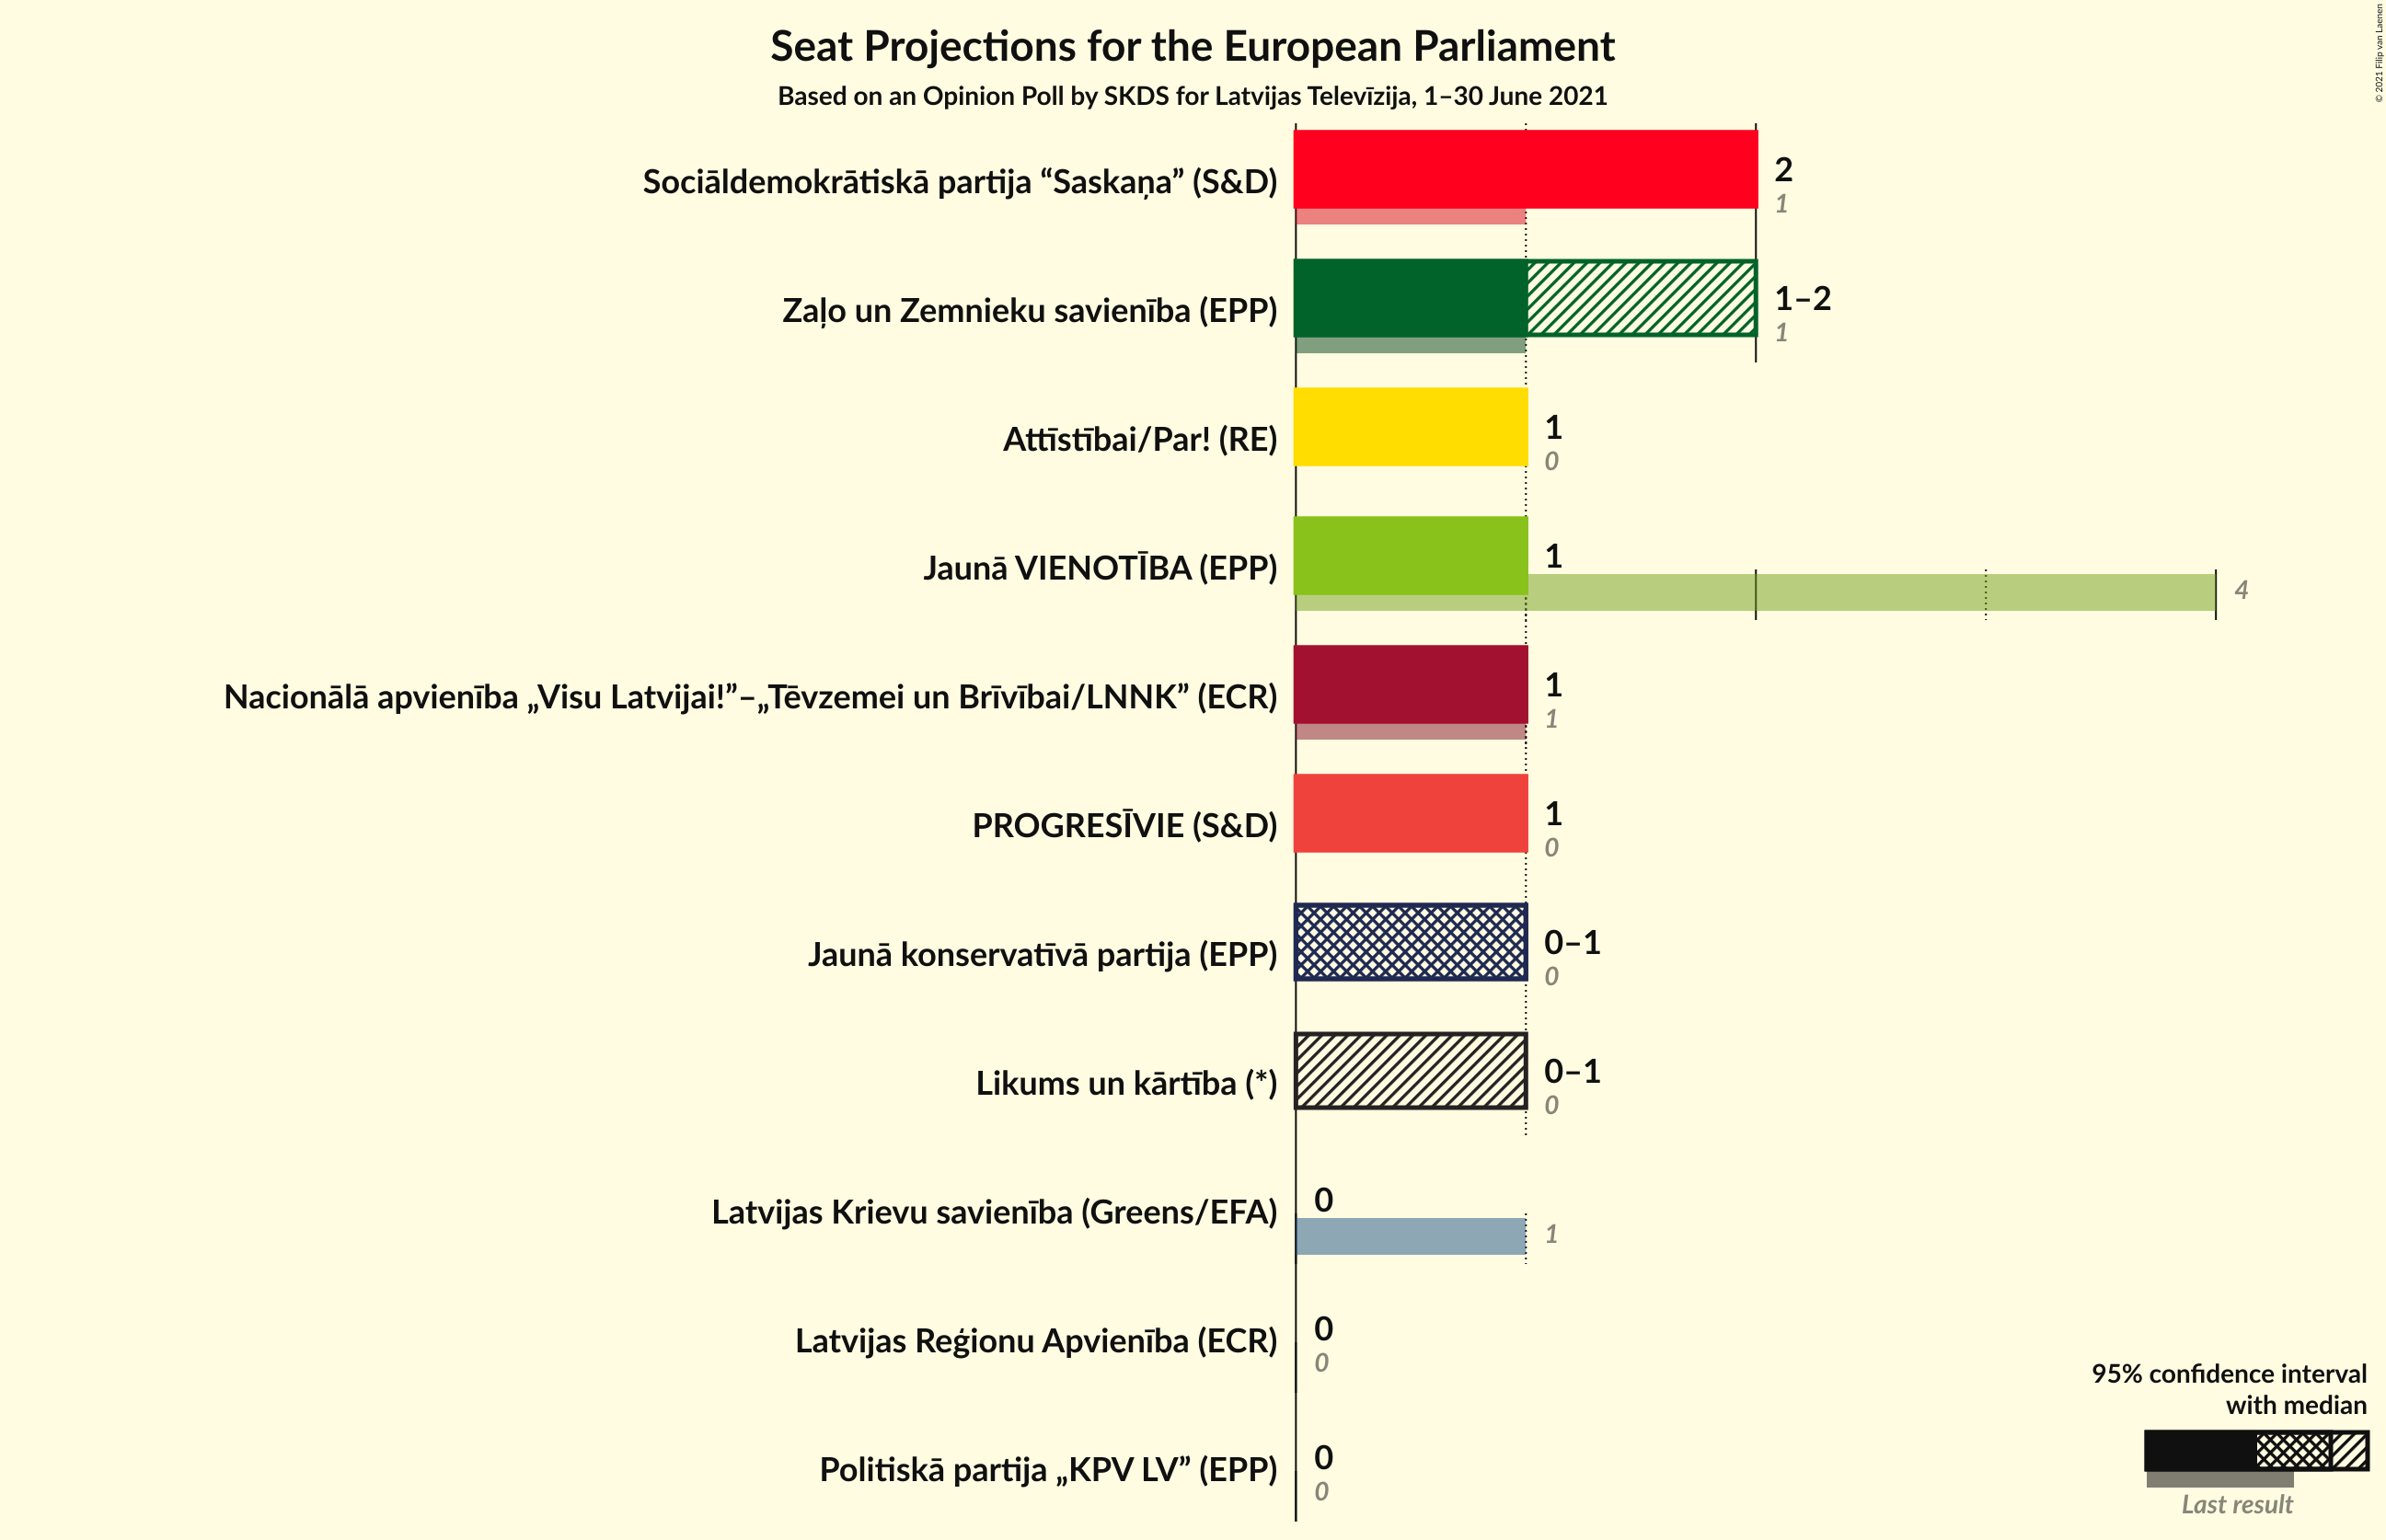 Seat Projections for the European Parliament
Based on an Opinion Poll by SKDS for Latvijas Televīzija, 1–30 June 2021
© 2021 Filip van Laenen
Sociāldemokrātiskā partija “Saskaņa” (S&D)
2
1
Zaļo un Zemnieku savienība (EPP)
1–2
1
Attīstībai/Par! (RE)
1
0
Jaunā VIENOTĪBA (EPP)
1
4
Nacionālā apvienība „Visu Latvijai!”–„Tēvzemei un Brīvībai/LNNK” (ECR)
1
1
PROGRESĪVIE (S&D)
1
0
Jaunā konservatīvā partija (EPP)
0–1
0
Likums un kārtība (*)
0–1
0
Latvijas Krievu savienība (Greens/EFA)
0
1
Latvijas Reģionu Apvienība (ECR)
0
0
Politiskā partija „KPV LV” (EPP)
0
0
95% confidence interval
with median
Last result